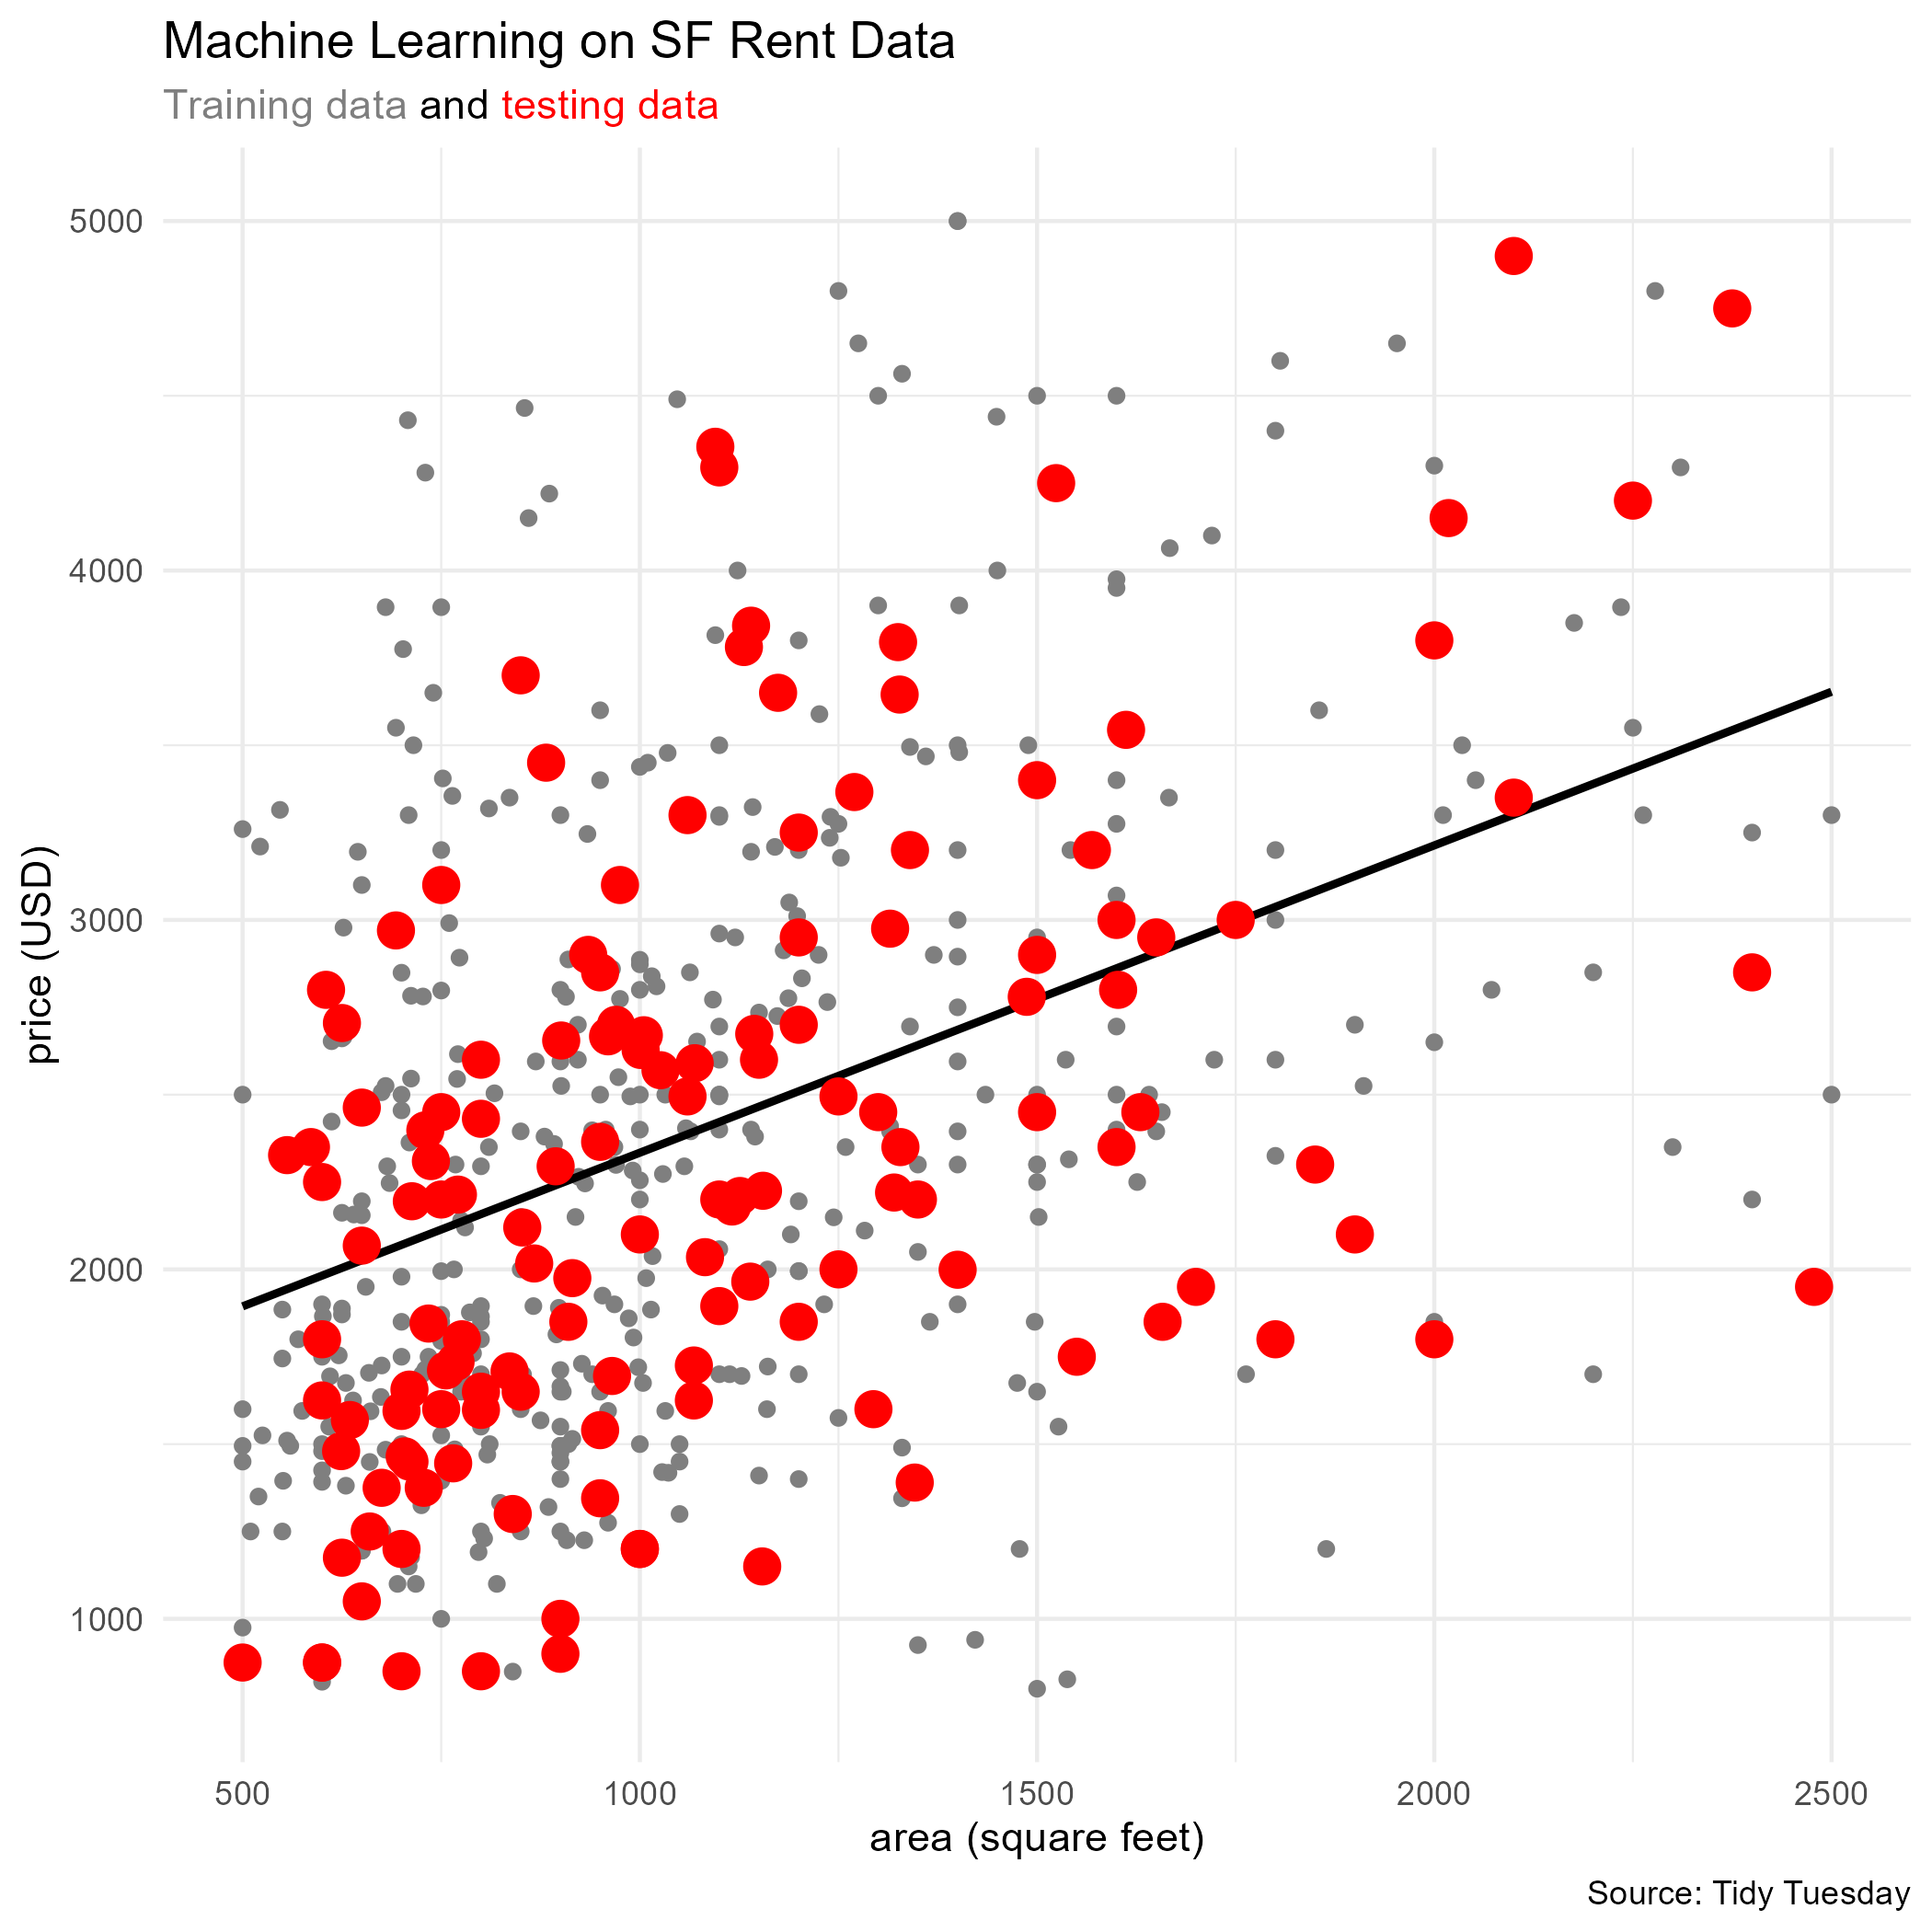 Machine Learning on SF Rent Data
Training data and testing data
price (USD)
5000
4000
3000
2000
1000
500 1000 1500 2000 2500
area (square feet)
Source: Tidy Tuesday